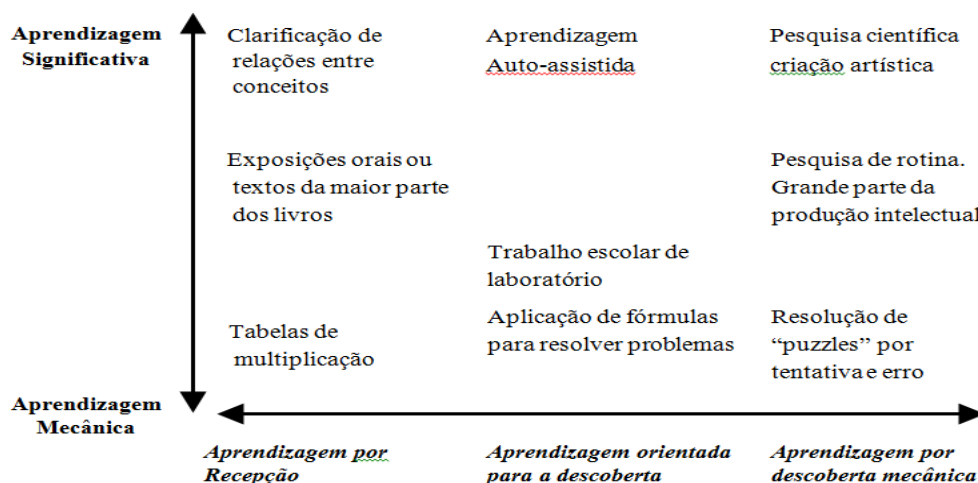 Aprendizagem
Significativa
Clarificação de
relações entre
conceitos
Aprendizagem
Auto-assistida
Pesquisa científica
criação artística
Exposições orais ou
textos da maior parte
dos livros
Pesquisa de rotina.
Grande parte da
produção intelectual
Trabalho escolar de
laboratório
Tabelas de
multiplicação
Aplicação de fórmulas
para resolver problemas
Resolução de
“puzzles” por
tentativa e erro
Aprendizagem
Mecânica
Aprendizagem por
Recepção
Aprendizagem orientada
para a descoberta
Aprendizagem por
descoberta mecânica